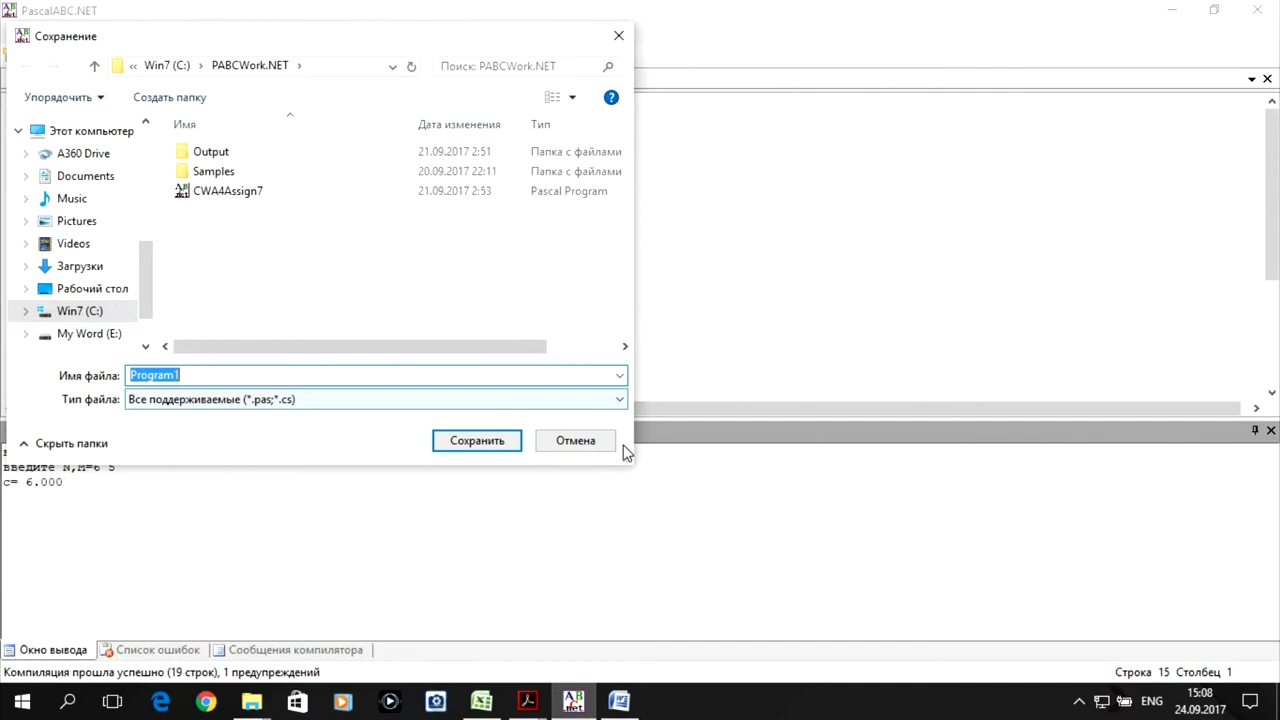 PascalABC.NET
Сохранение
« Win7 (C:) › PABCWork.NET ›
Поиск: PABCWork.NET
Упорядочить
Создать папку
Имя
Дата изменения
Тип
Этот компьютер
A360 Drive
Documents
Music
Pictures
Videos
Загрузки
Рабочий стол
Win7 (C:)
My Word (E:)
Output 21.09.2017 2:51 Папка с файлами
Samples 20.09.2017 22:11 Папка с файлами
CWA4Assign7 21.09.2017 2:53 Pascal Program
Имя файла: Program1
Тип файла: Все поддерживаемые (*.pas;*.cs)
Скрыть папки
Сохранить
Отмена
введите N,M=6 5
c= 6.000
Окно вывода
Список ошибок
Сообщения компилятора
Компиляция прошла успешно (19 строк), 1 предупреждений
Строка 15 Столбец 1
ENG
15:08
24.09.2017